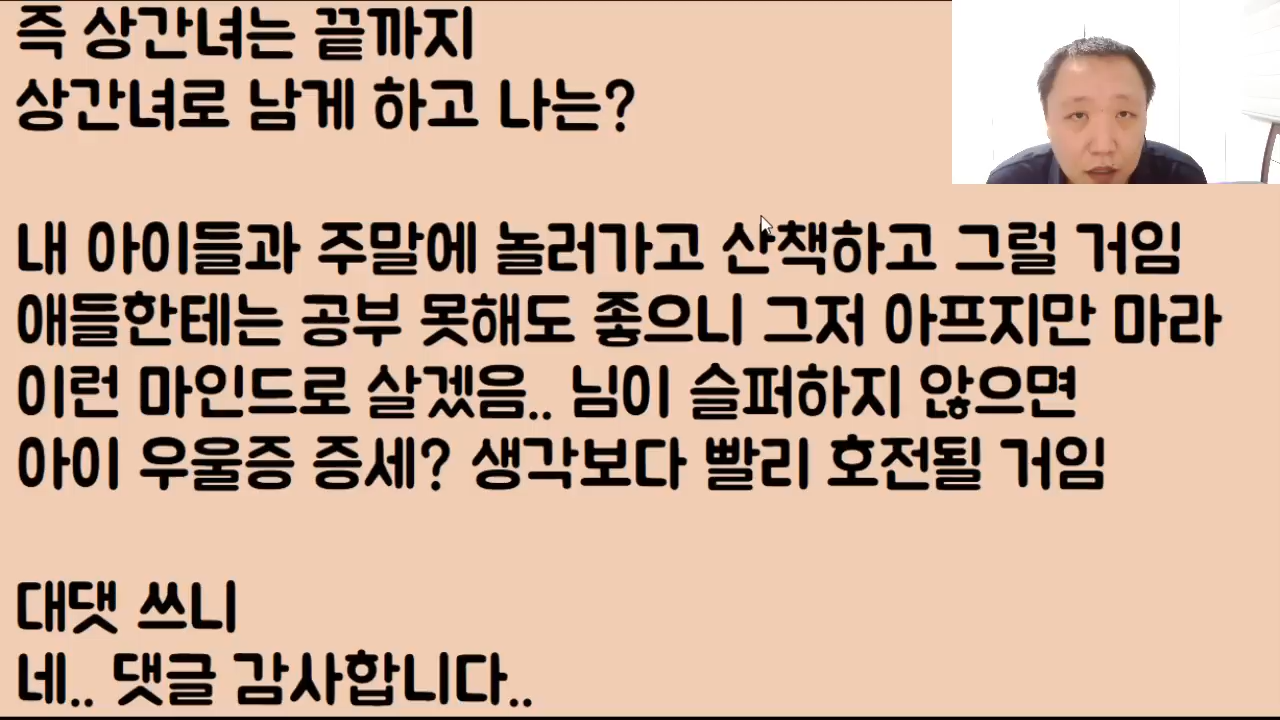 즉 상간녀는 끝까지
상간녀로 남게 하고 나는?
내 아이들과 주말에 놀러가고 산책하고 그럴 거임
애들한테는 공부 못해도 좋으니 그저 아프지만 마라
이런 마인드로 살겠음.. 님이 슬퍼하지 않으면
아이 우울증 증세? 생각보다 빨리 호전될 거임
대댓 쓰니
네.. 댓글 감사합니다..